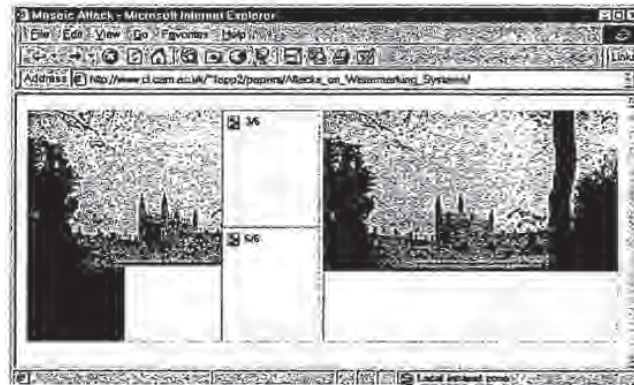 Mosaic Attack - Microsoft Internet Explorer
File Edit View Go Favorites Help
Links
Address http://www.cl.cam.ac.uk/~fapp2/papers/Attacks_on_Watermarking_Systems/
3/6
6/6
Local intranet zone